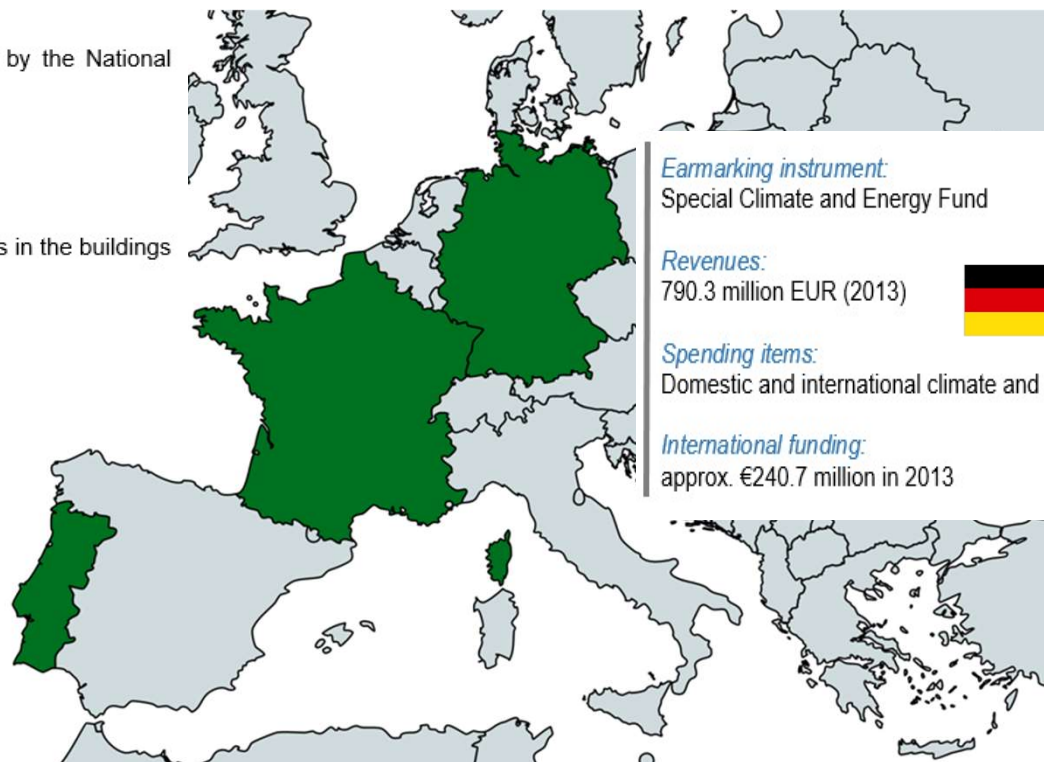 by the National
s in the buildings
Earmarking instrument:
Special Climate and Energy Fund
Revenues:
790.3 million EUR (2013)
Spending items:
Domestic and international climate and
International funding:
approx. €240.7 million in 2013